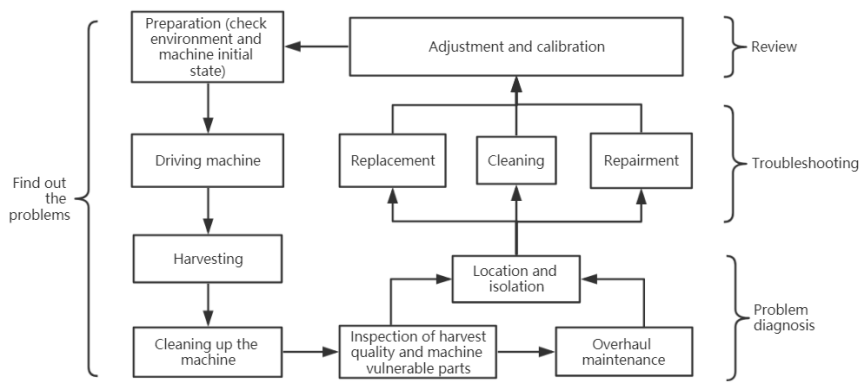 Preparation (check
environment and
machine initial
state)
Adjustment and calibration
Review
Driving machine
Replacement
Cleaning
Repairment
Troubleshooting
Find out
the
problems
Harvesting
Location and
isolation
Problem
diagnosis
Cleaning up the
machine
Inspection of harvest
quality and machine
vulnerable parts
Overhaul
maintenance